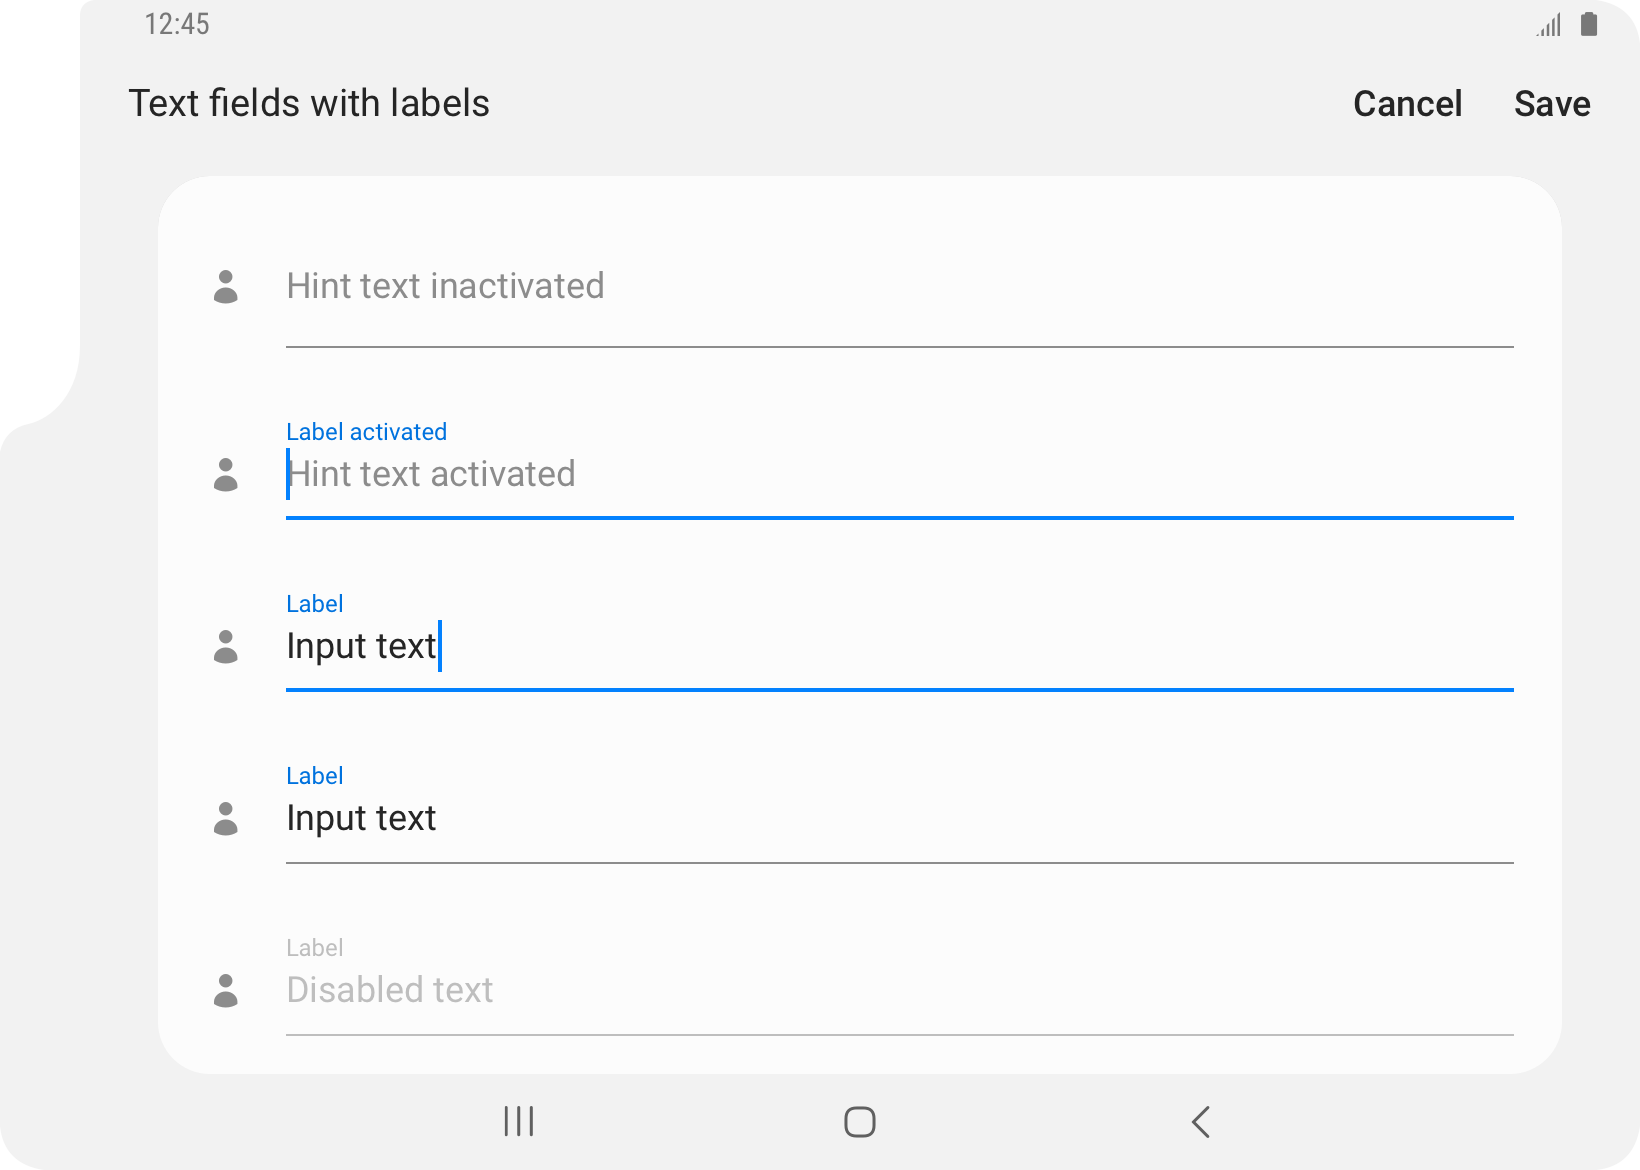 12:45
Text fields with labels
Cancel Save
Hint text inactivated
Label activated
Hint text activated
Label
Input text
Label
Input text
Label
Disabled text